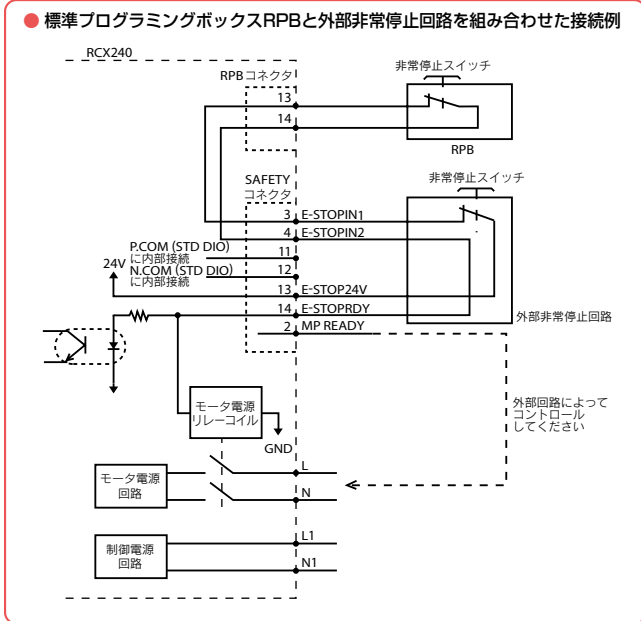 ● 標準プログラミングボックスRPBと外部非常停止回路を組み合わせた接続例
RCX240
RPBコネクタ
非常停止スイッチ
13
14
RPB
SAFETY
コネクタ
非常停止スイッチ
3 E-STOPIN1
4 E-STOPIN2
P.COM (STD DIO)
に内部接続
11
24V
N.COM (STD DIO)
に内部接続
12
13 E-STOP24V
14 E-STOPRDY
外部非常停止回路
2 MP READY
モータ電源
リレーコイル
GND
外部回路によって
コントロール
してください
モータ電源
回路
L
N
制御電源
回路
L1
N1